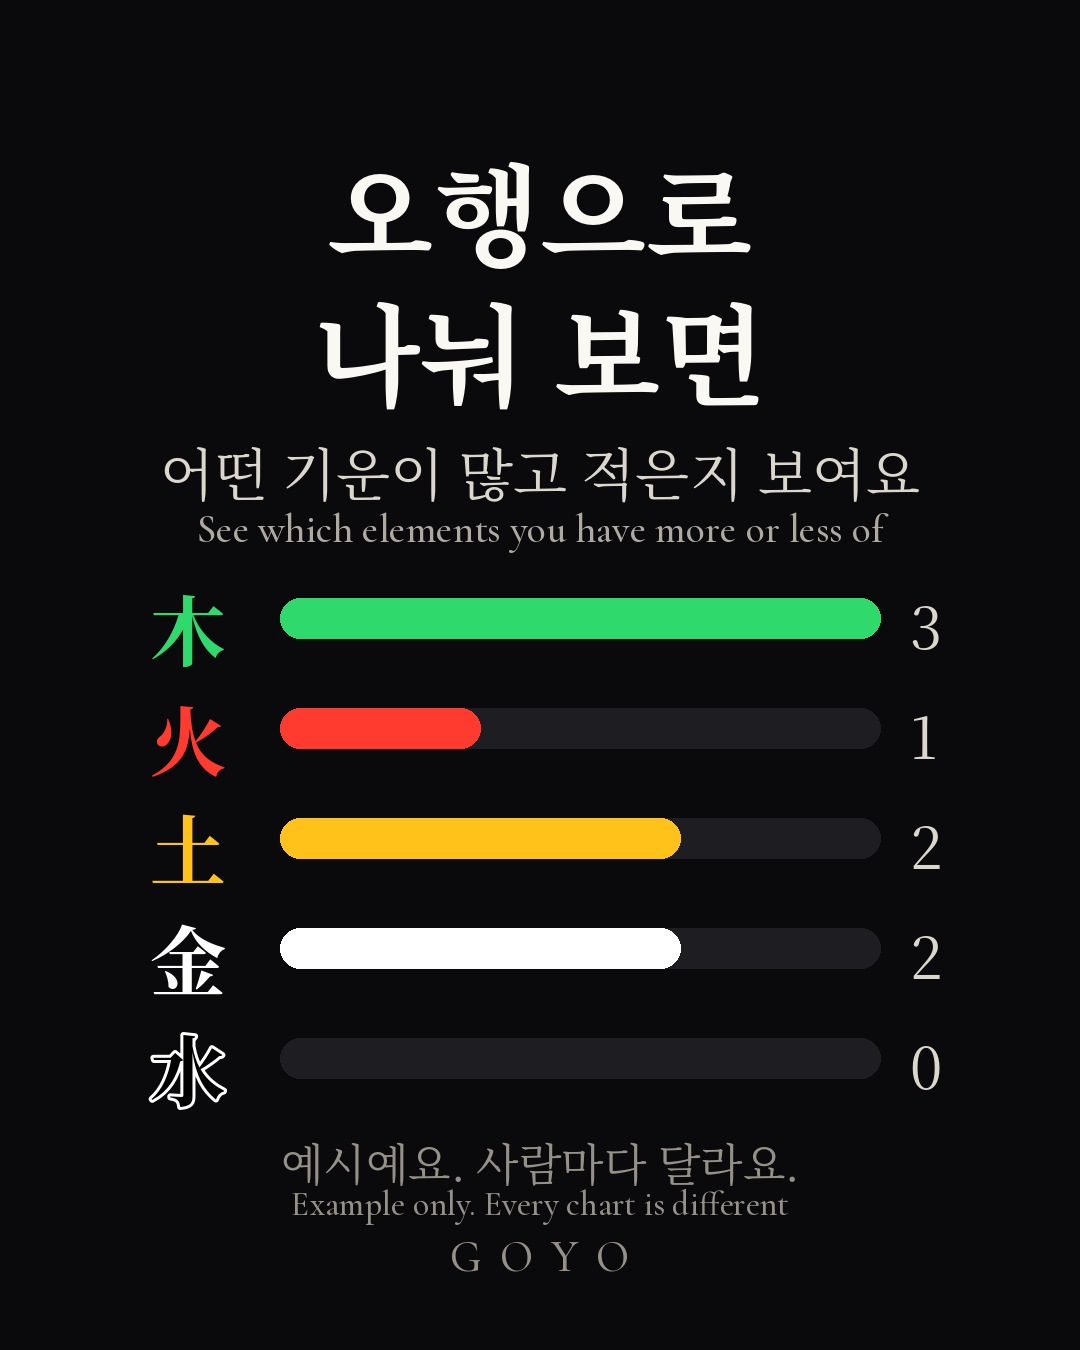 오행으로
나눠 보면
어떤 기운이 많고 적은지 보여요
See which elements you have more or less of
木 3
火 1
土 2
金 2
水 0
예시예요. 사람마다 달라요.
Example only. Every chart is different
GOYO